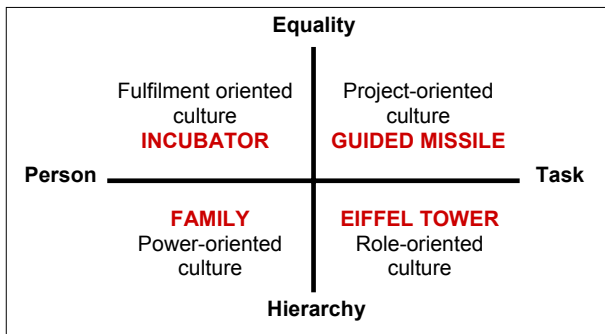 Equality
Fulfilment oriented
culture
INCUBATOR
Project-oriented
culture
GUIDED MISSILE
Person
Task
FAMILY
Power-oriented
culture
EIFFEL TOWER
Role-oriented
culture
Hierarchy